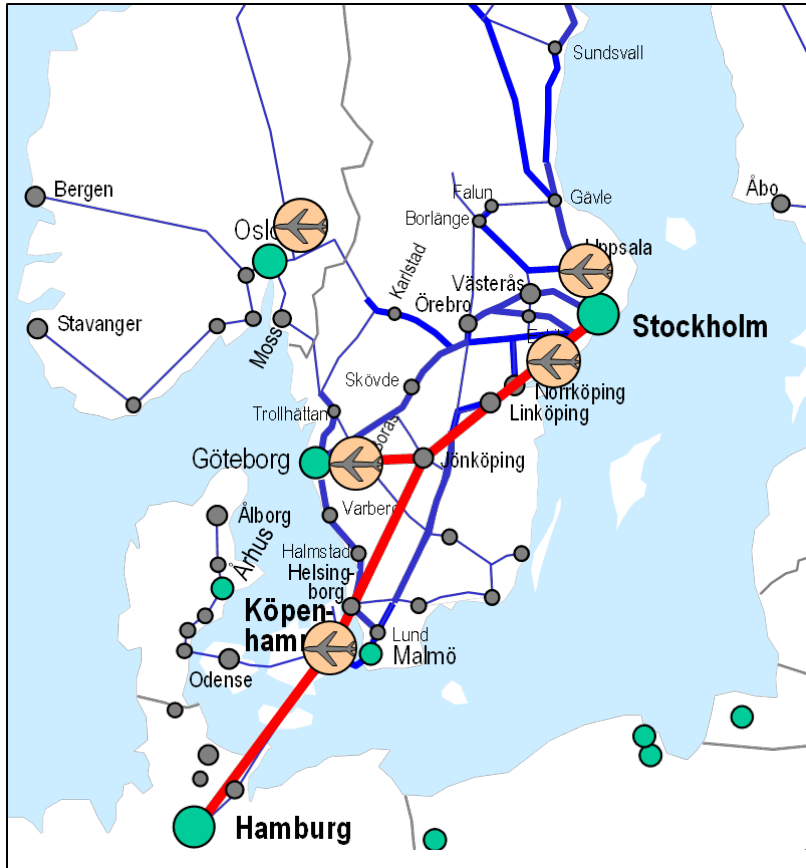 Sundsvall
Bergen
Falun
Gävle
Åbo
Borlänge
Oslo
Uppsala
Karlstad
Västerås
Örebro
Stavanger
Moss
Stockholm
Skövde
Norrköping
Linköping
Trollhättan
Borås
Göteborg
Jönköping
Ålborg
Varberg
Århus
Halmstad
Helsing-
borg
Köpen-
hamn
Lund
Malmö
Odense
Hamburg